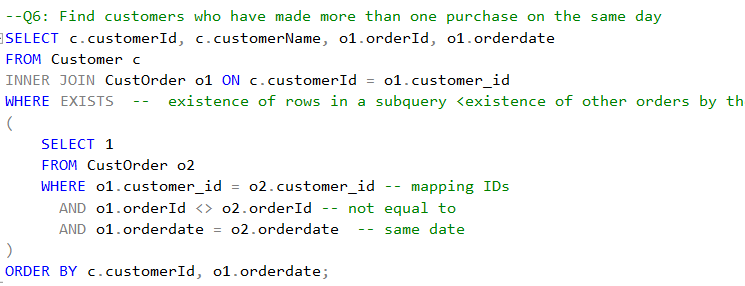 --Q6: Find customers who have made more than one purchase on the same day
SELECT c.customerId, c.customerName, o1.orderId, o1.orderdate
FROM Customer c
INNER JOIN CustOrder o1 ON c.customerId = o1.customer_id
WHERE EXISTS -- existence of rows in a subquery <existence of other orders by th
(
SELECT 1
FROM CustOrder o2
WHERE o1.customer_id = o2.customer_id -- mapping IDs
AND o1.orderId <> o2.orderId -- not equal to
AND o1.orderdate = o2.orderdate -- same date
)
ORDER BY c.customerId, o1.orderdate;